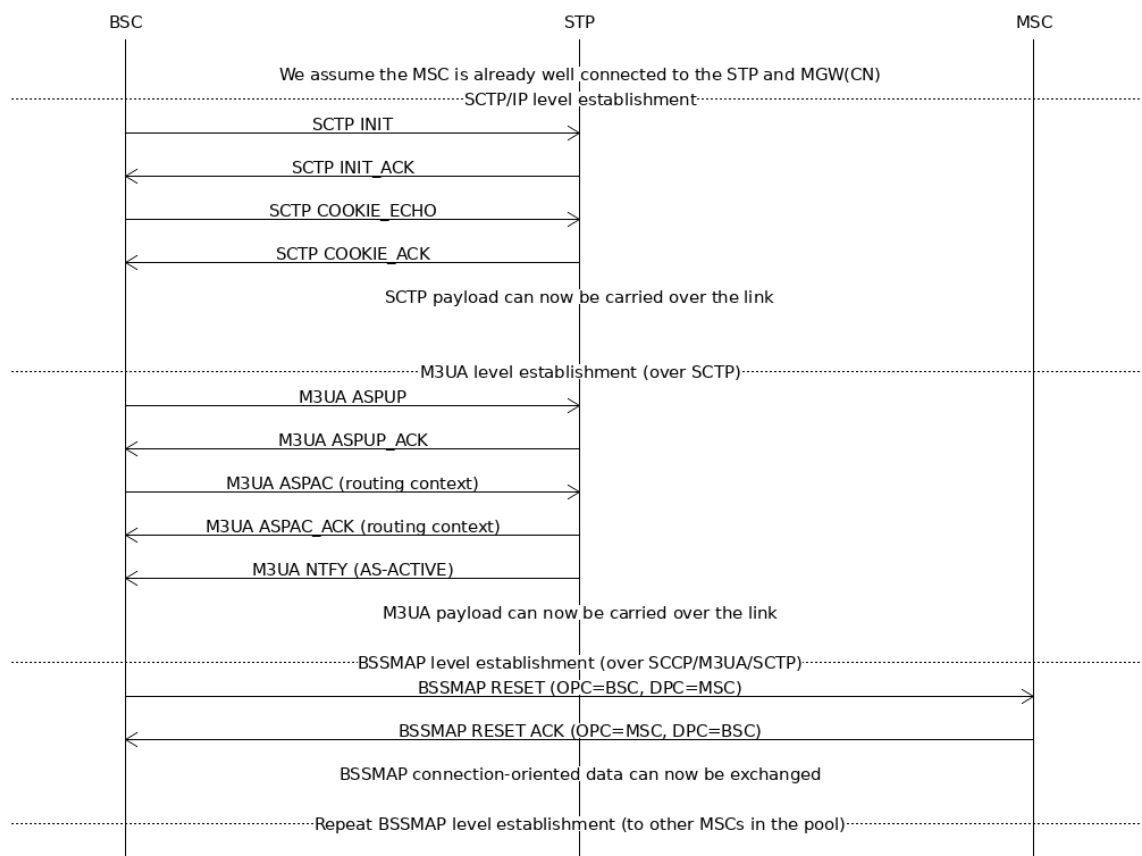 BSC STP MSC
We assume the MSC is already well connected to the STP and MGW(CN)
SCTP/IP level establishment
SCTP INIT
SCTP INIT_ACK
SCTP COOKIE_ECHO
SCTP COOKIE_ACK
SCTP payload can now be carried over the link
M3UA level establishment (over SCTP)
M3UA ASPUP
M3UA ASPUP_ACK
M3UA ASPAC (routing context)
M3UA ASPAC_ACK (routing context)
M3UA NTFY (AS-ACTIVE)
M3UA payload can now be carried over the link
BSSMAP level establishment (over SCCP/M3UA/SCTP)
BSSMAP RESET (OPC=BSC, DPC=MSC)
BSSMAP RESET ACK (OPC=MSC, DPC=BSC)
BSSMAP connection-oriented data can now be exchanged
Repeat BSSMAP level establishment (to other MSCs in the pool)